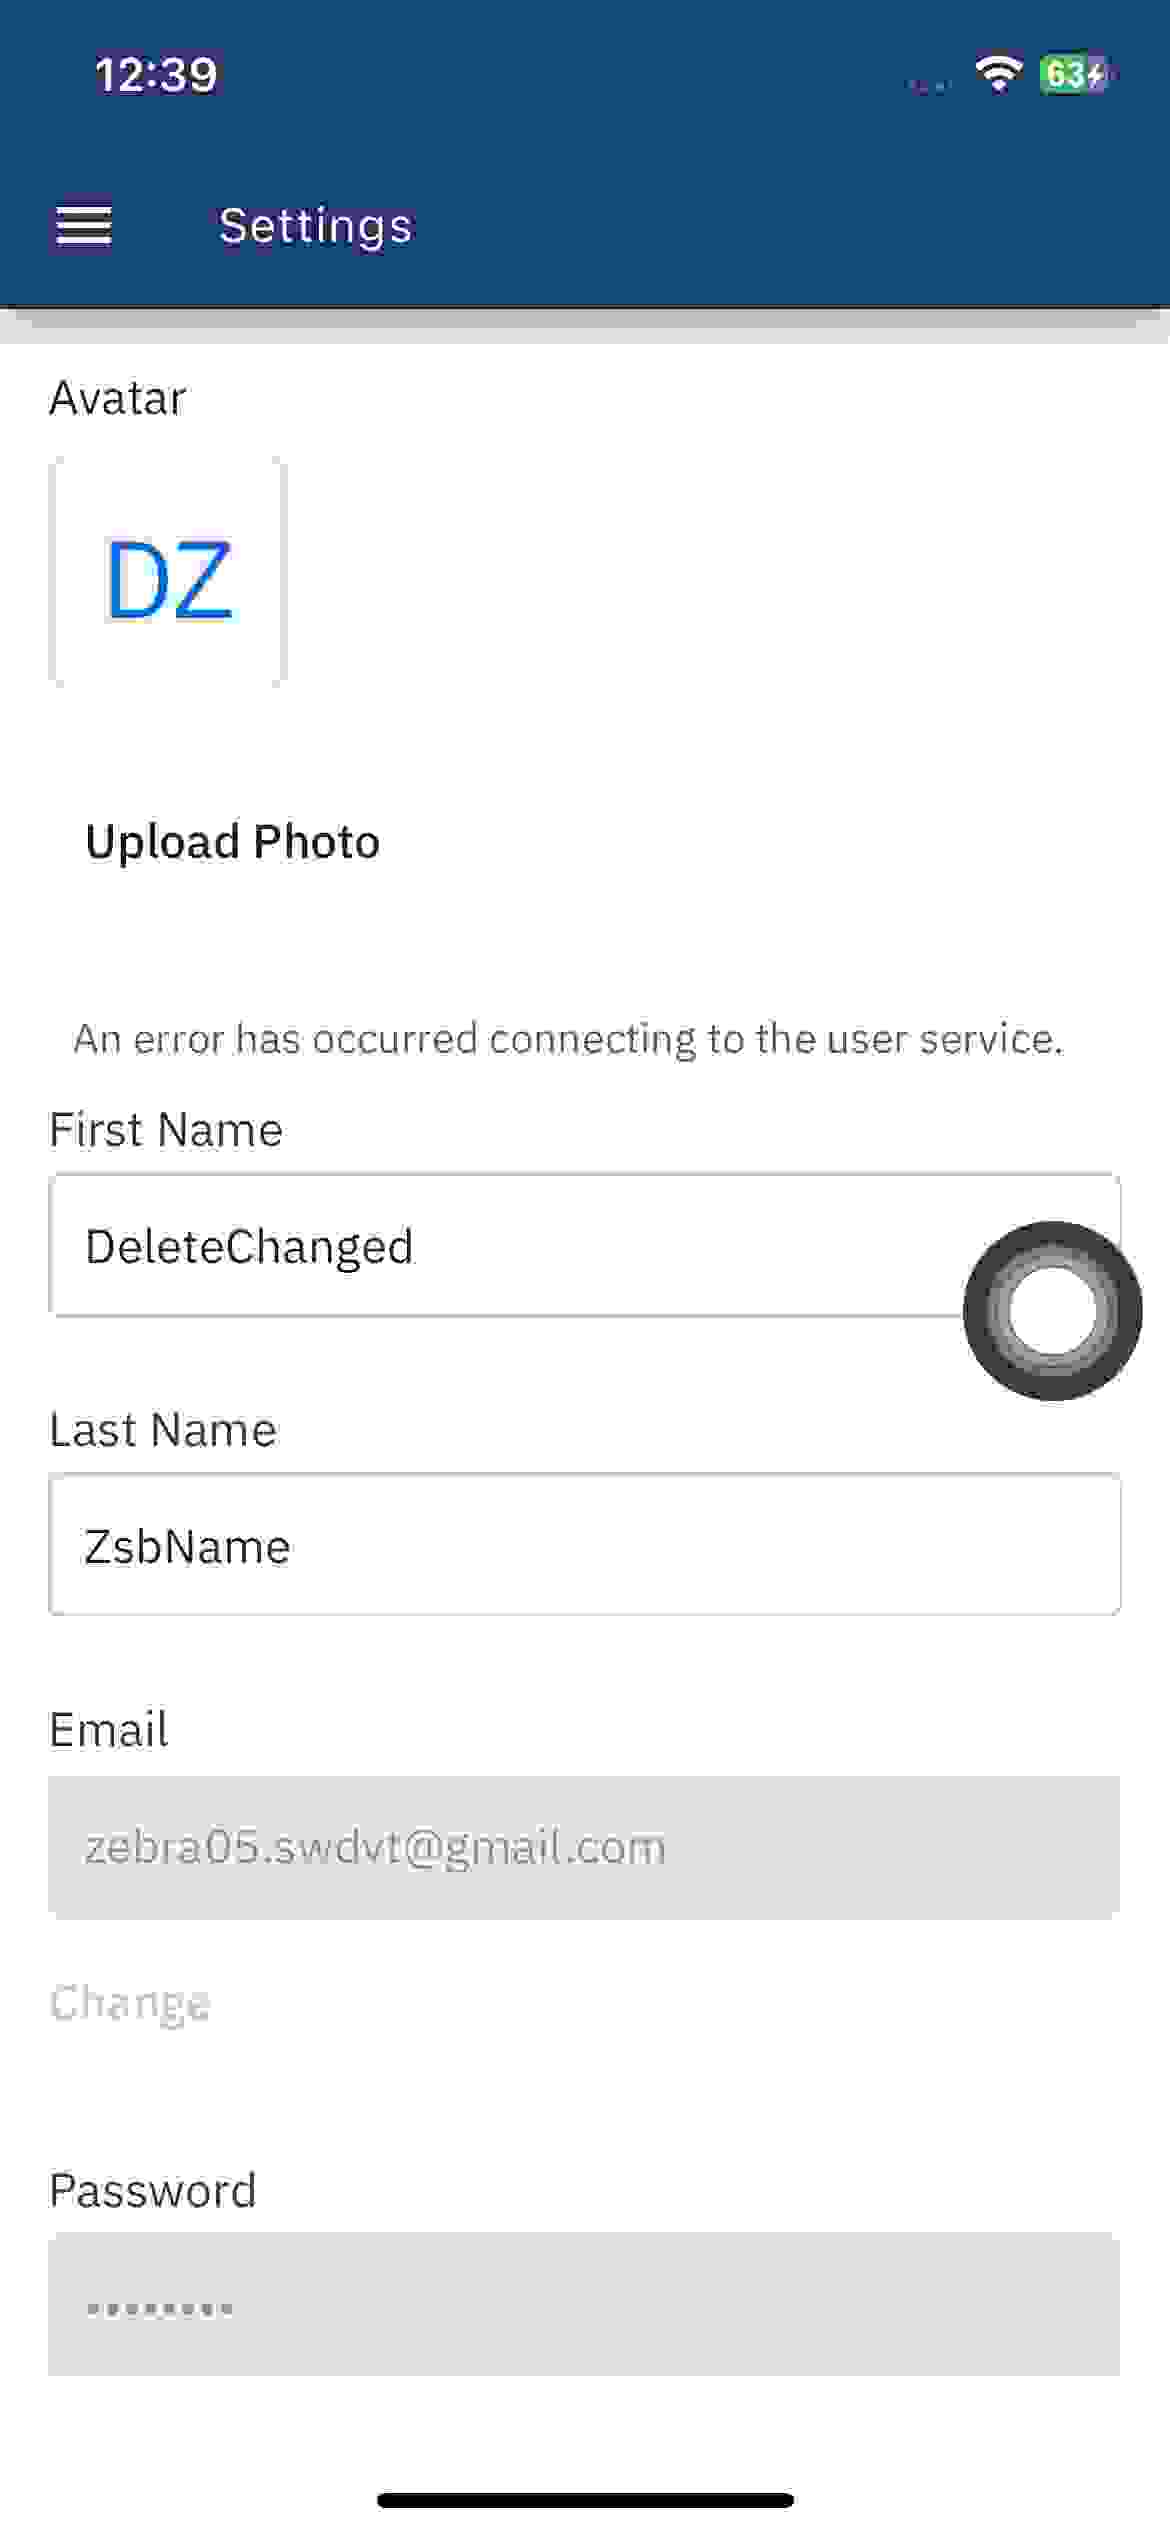 12:39
63
Settings
Avatar
DZ
Upload Photo
An error has occurred connecting to the user service.
First Name
DeleteChanged
Last Name
ZsbName
Email
zebra05.swdvt@gmail.com
Change
Password
••••••••